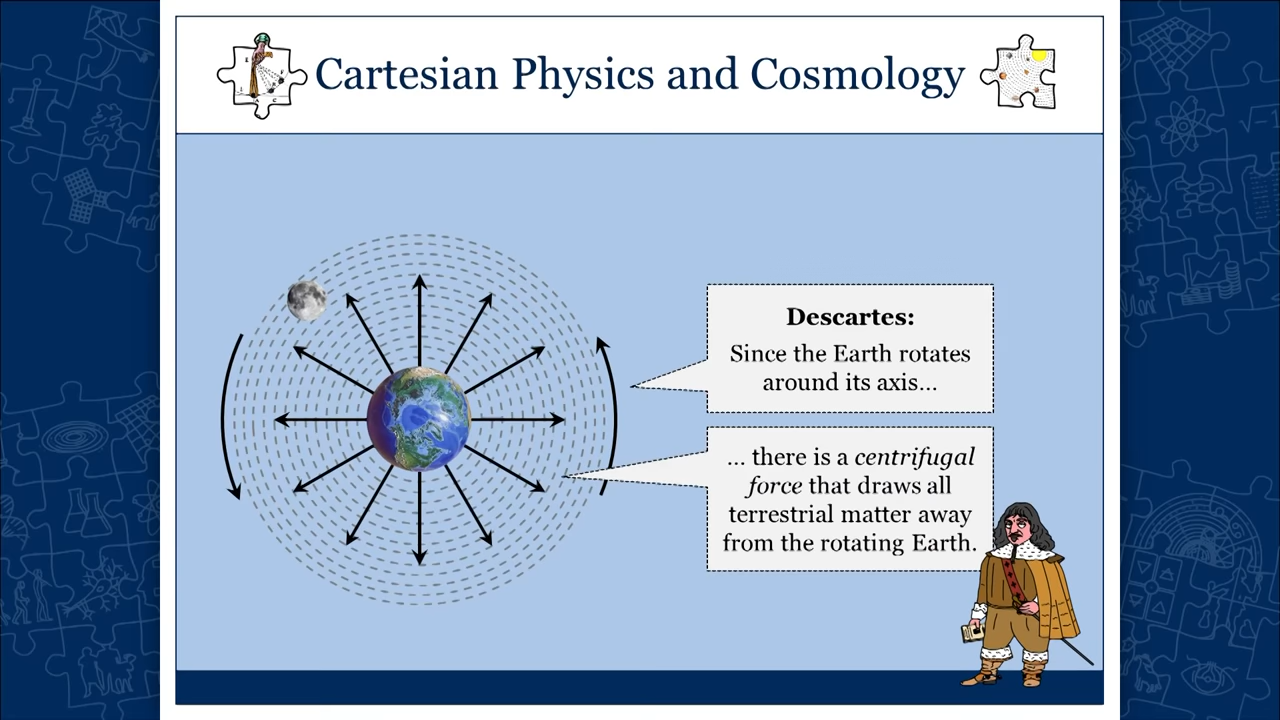 Cartesian Physics and Cosmology
Descartes:
Since the Earth rotates
around its axis...
... there is a centrifugal
force that draws all
terrestrial matter away
from the rotating Earth.